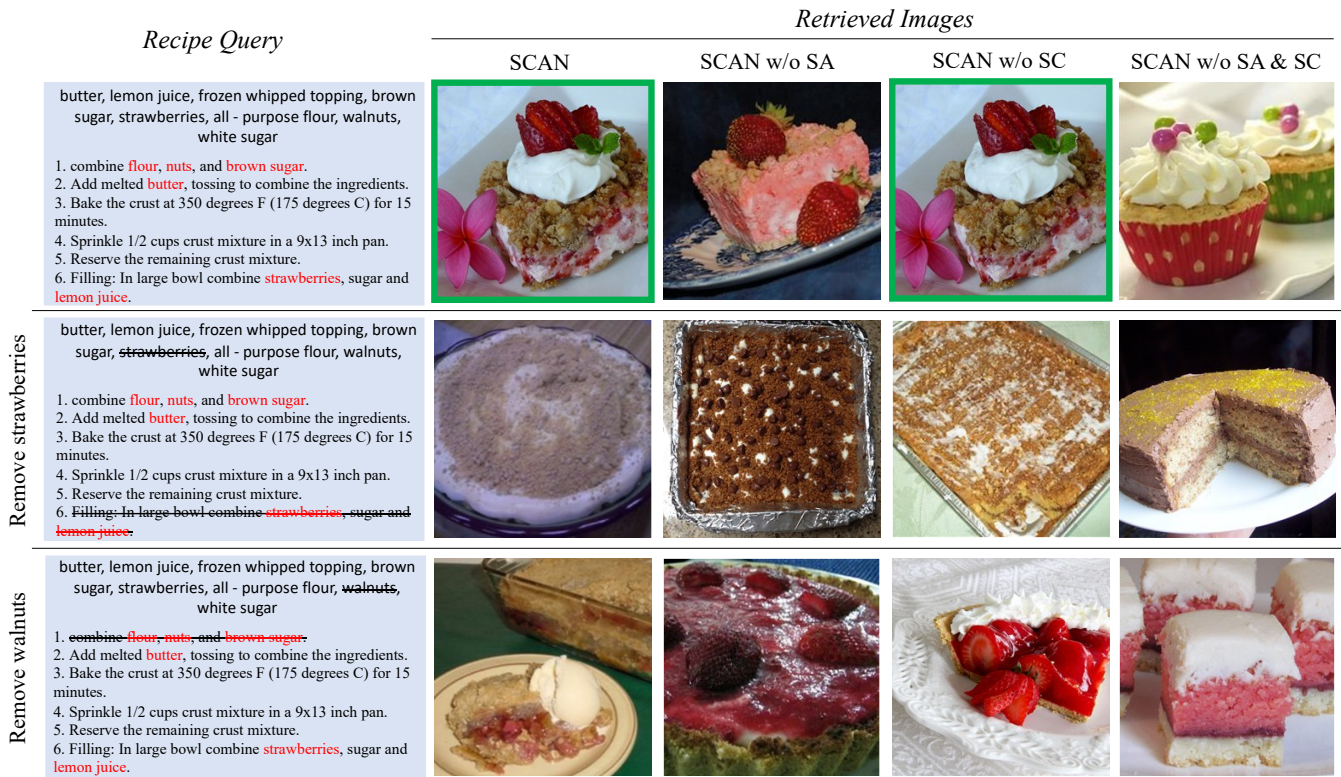 Recipe Query
Retrieved Images
SCAN
SCAN w/o SA
SCAN w/o SC
SCAN w/o SA & SC
butter, lemon juice, frozen whipped topping, brown
sugar, strawberries, all - purpose flour, walnuts,
white sugar
1. combine flour, nuts, and brown sugar.
2. Add melted butter, tossing to combine the ingredients.
3. Bake the crust at 350 degrees F (175 degrees C) for 15
minutes.
4. Sprinkle 1/2 cups crust mixture in a 9x13 inch pan.
5. Reserve the remaining crust mixture.
6. Filling: In large bowl combine strawberries, sugar and
lemon juice.
Remove strawberries
butter, lemon juice, frozen whipped topping, brown
sugar, strawberries, all - purpose flour, walnuts,
white sugar
1. combine flour, nuts, and brown sugar.
2. Add melted butter, tossing to combine the ingredients.
3. Bake the crust at 350 degrees F (175 degrees C) for 15
minutes.
4. Sprinkle 1/2 cups crust mixture in a 9x13 inch pan.
5. Reserve the remaining crust mixture.
6. Filling: In large bowl combine strawberries, sugar and
lemon juice.
Remove walnuts
butter, lemon juice, frozen whipped topping, brown
sugar, strawberries, all - purpose flour, walnuts,
white sugar
1. combine flour, nuts, and brown sugar.
2. Add melted butter, tossing to combine the ingredients.
3. Bake the crust at 350 degrees F (175 degrees C) for 15
minutes.
4. Sprinkle 1/2 cups crust mixture in a 9x13 inch pan.
5. Reserve the remaining crust mixture.
6. Filling: In large bowl combine strawberries, sugar and
lemon juice.